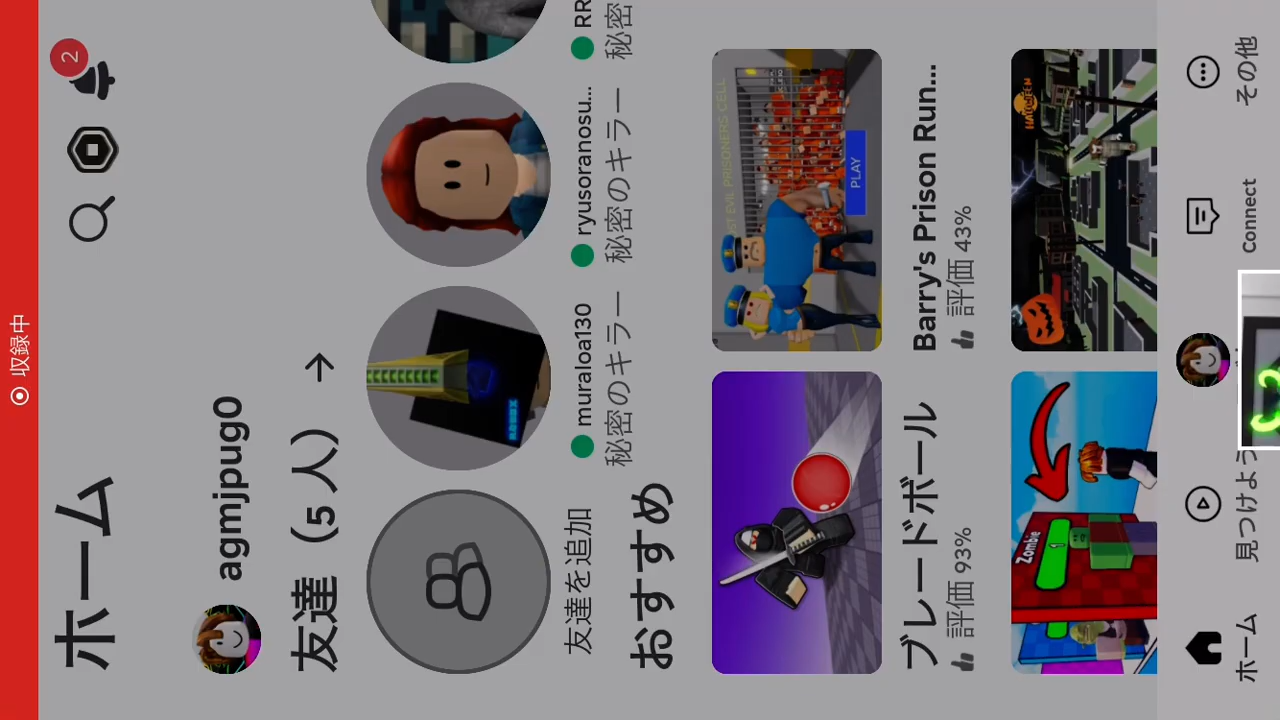 収録中
ホーム
2
agmjpug0
友達（5 人）
友達を追加
muraloa130
秘密のキラー
ryusoranosu...
秘密のキラー
RR
秘密
おすすめ
ブレードボール
評価 93%
PLAY
Barry's Prison Run...
評価 43%
Zombie
1
HALLOWEEN
ホーム
見つけよう
Connect
その他